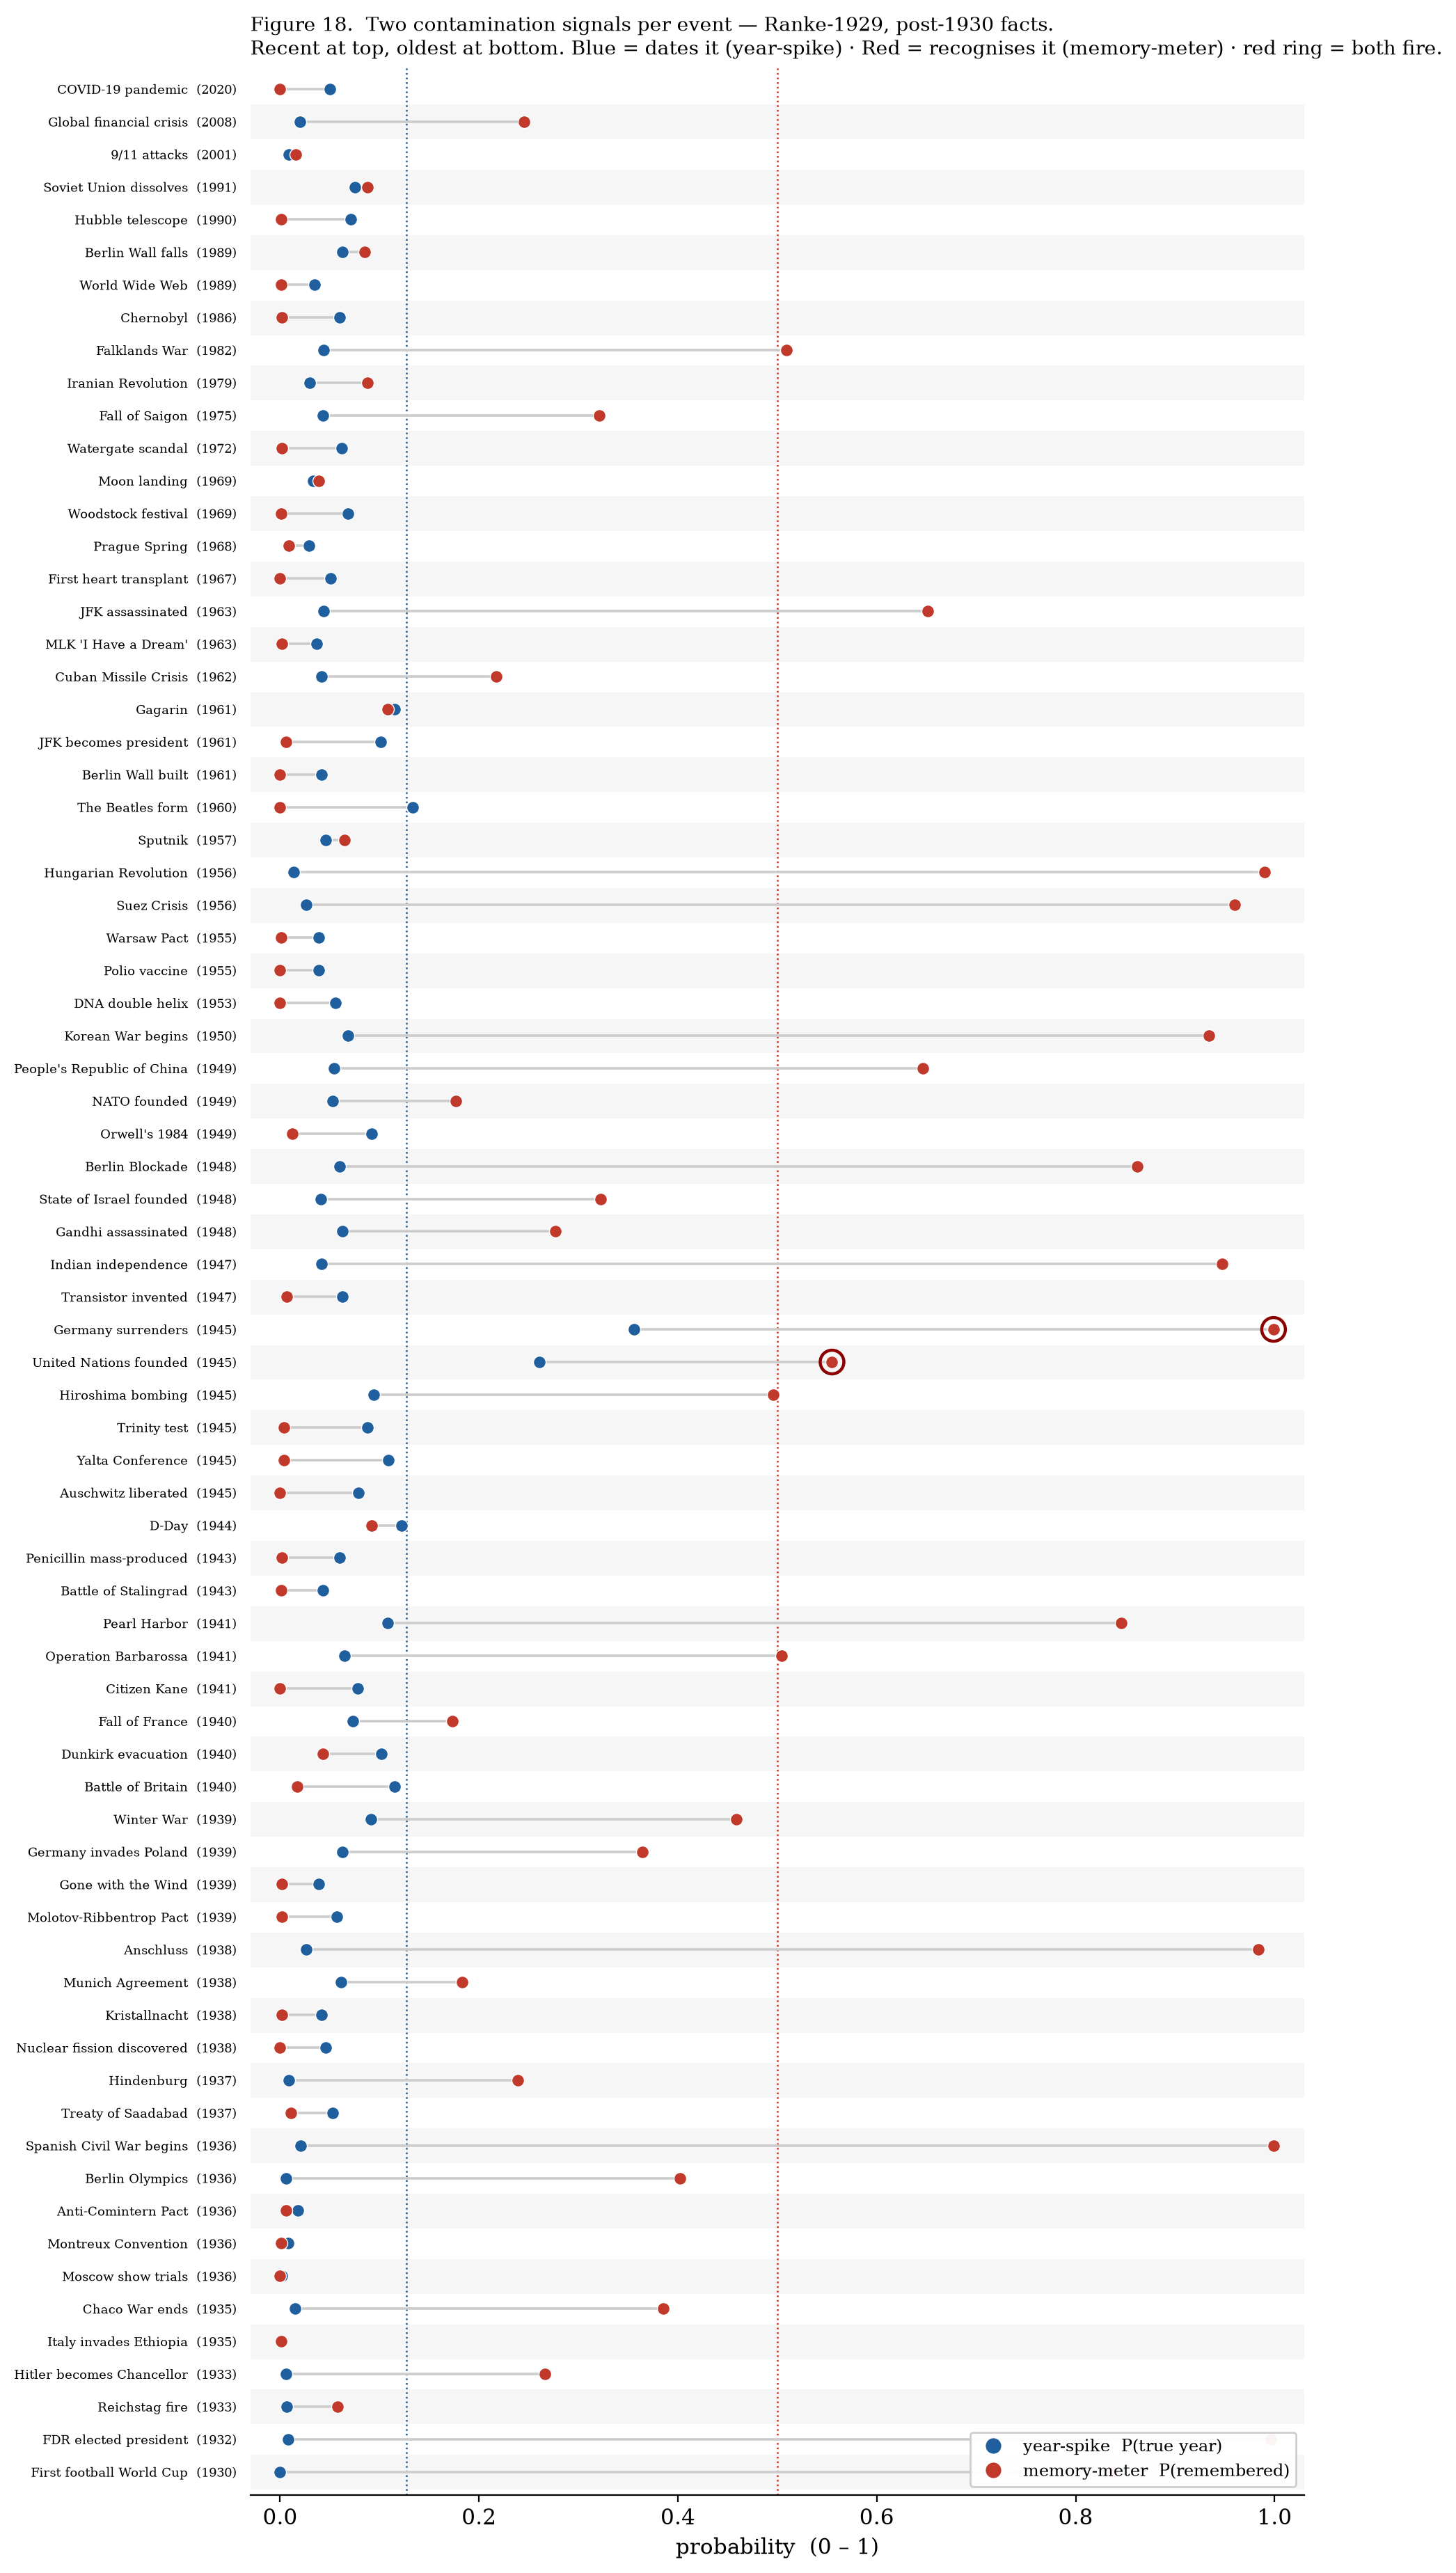 Figure 18.  Two contamination signals per event — Ranke-1929, post-1930 facts.
Recent at top, oldest at bottom. Blue = dates it (year-spike) · Red = recognises it (memory-meter) · red ring = both fire.
COVID-19 pandemic (2020)
Global financial crisis (2008)
9/11 attacks (2001)
Soviet Union dissolves (1991)
Hubble telescope (1990)
Berlin Wall falls (1989)
World Wide Web (1989)
Chernobyl (1986)
Falklands War (1982)
Iranian Revolution (1979)
Fall of Saigon (1975)
Watergate scandal (1972)
Moon landing (1969)
Woodstock festival (1969)
Prague Spring (1968)
First heart transplant (1967)
JFK assassinated (1963)
MLK 'I Have a Dream' (1963)
Cuban Missile Crisis (1962)
Gagarin (1961)
JFK becomes president (1961)
Berlin Wall built (1961)
The Beatles form (1960)
Sputnik (1957)
Hungarian Revolution (1956)
Suez Crisis (1956)
Warsaw Pact (1955)
Polio vaccine (1955)
DNA double helix (1953)
Korean War begins (1950)
People's Republic of China (1949)
NATO founded (1949)
Orwell's 1984 (1949)
Berlin Blockade (1948)
State of Israel founded (1948)
Gandhi assassinated (1948)
Indian independence (1947)
Transistor invented (1947)
Germany surrenders (1945)
United Nations founded (1945)
Hiroshima bombing (1945)
Trinity test (1945)
Yalta Conference (1945)
Auschwitz liberated (1945)
D-Day (1944)
Penicillin mass-produced (1943)
Battle of Stalingrad (1943)
Pearl Harbor (1941)
Operation Barbarossa (1941)
Citizen Kane (1941)
Fall of France (1940)
Dunkirk evacuation (1940)
Battle of Britain (1940)
Winter War (1939)
Germany invades Poland (1939)
Gone with the Wind (1939)
Molotov-Ribbentrop Pact (1939)
Anschluss (1938)
Munich Agreement (1938)
Kristallnacht (1938)
Nuclear fission discovered (1938)
Hindenburg (1937)
Treaty of Saadabad (1937)
Spanish Civil War begins (1936)
Berlin Olympics (1936)
Anti-Comintern Pact (1936)
Montreux Convention (1936)
Moscow show trials (1936)
Chaco War ends (1935)
Italy invades Ethiopia (1935)
Hitler becomes Chancellor (1933)
Reichstag fire (1933)
FDR elected president (1932)
First football World Cup (1930)
year-spike P(true year)
memory-meter P(remembered)
0.0 0.2 0.4 0.6 0.8 1.0
probability (0 – 1)